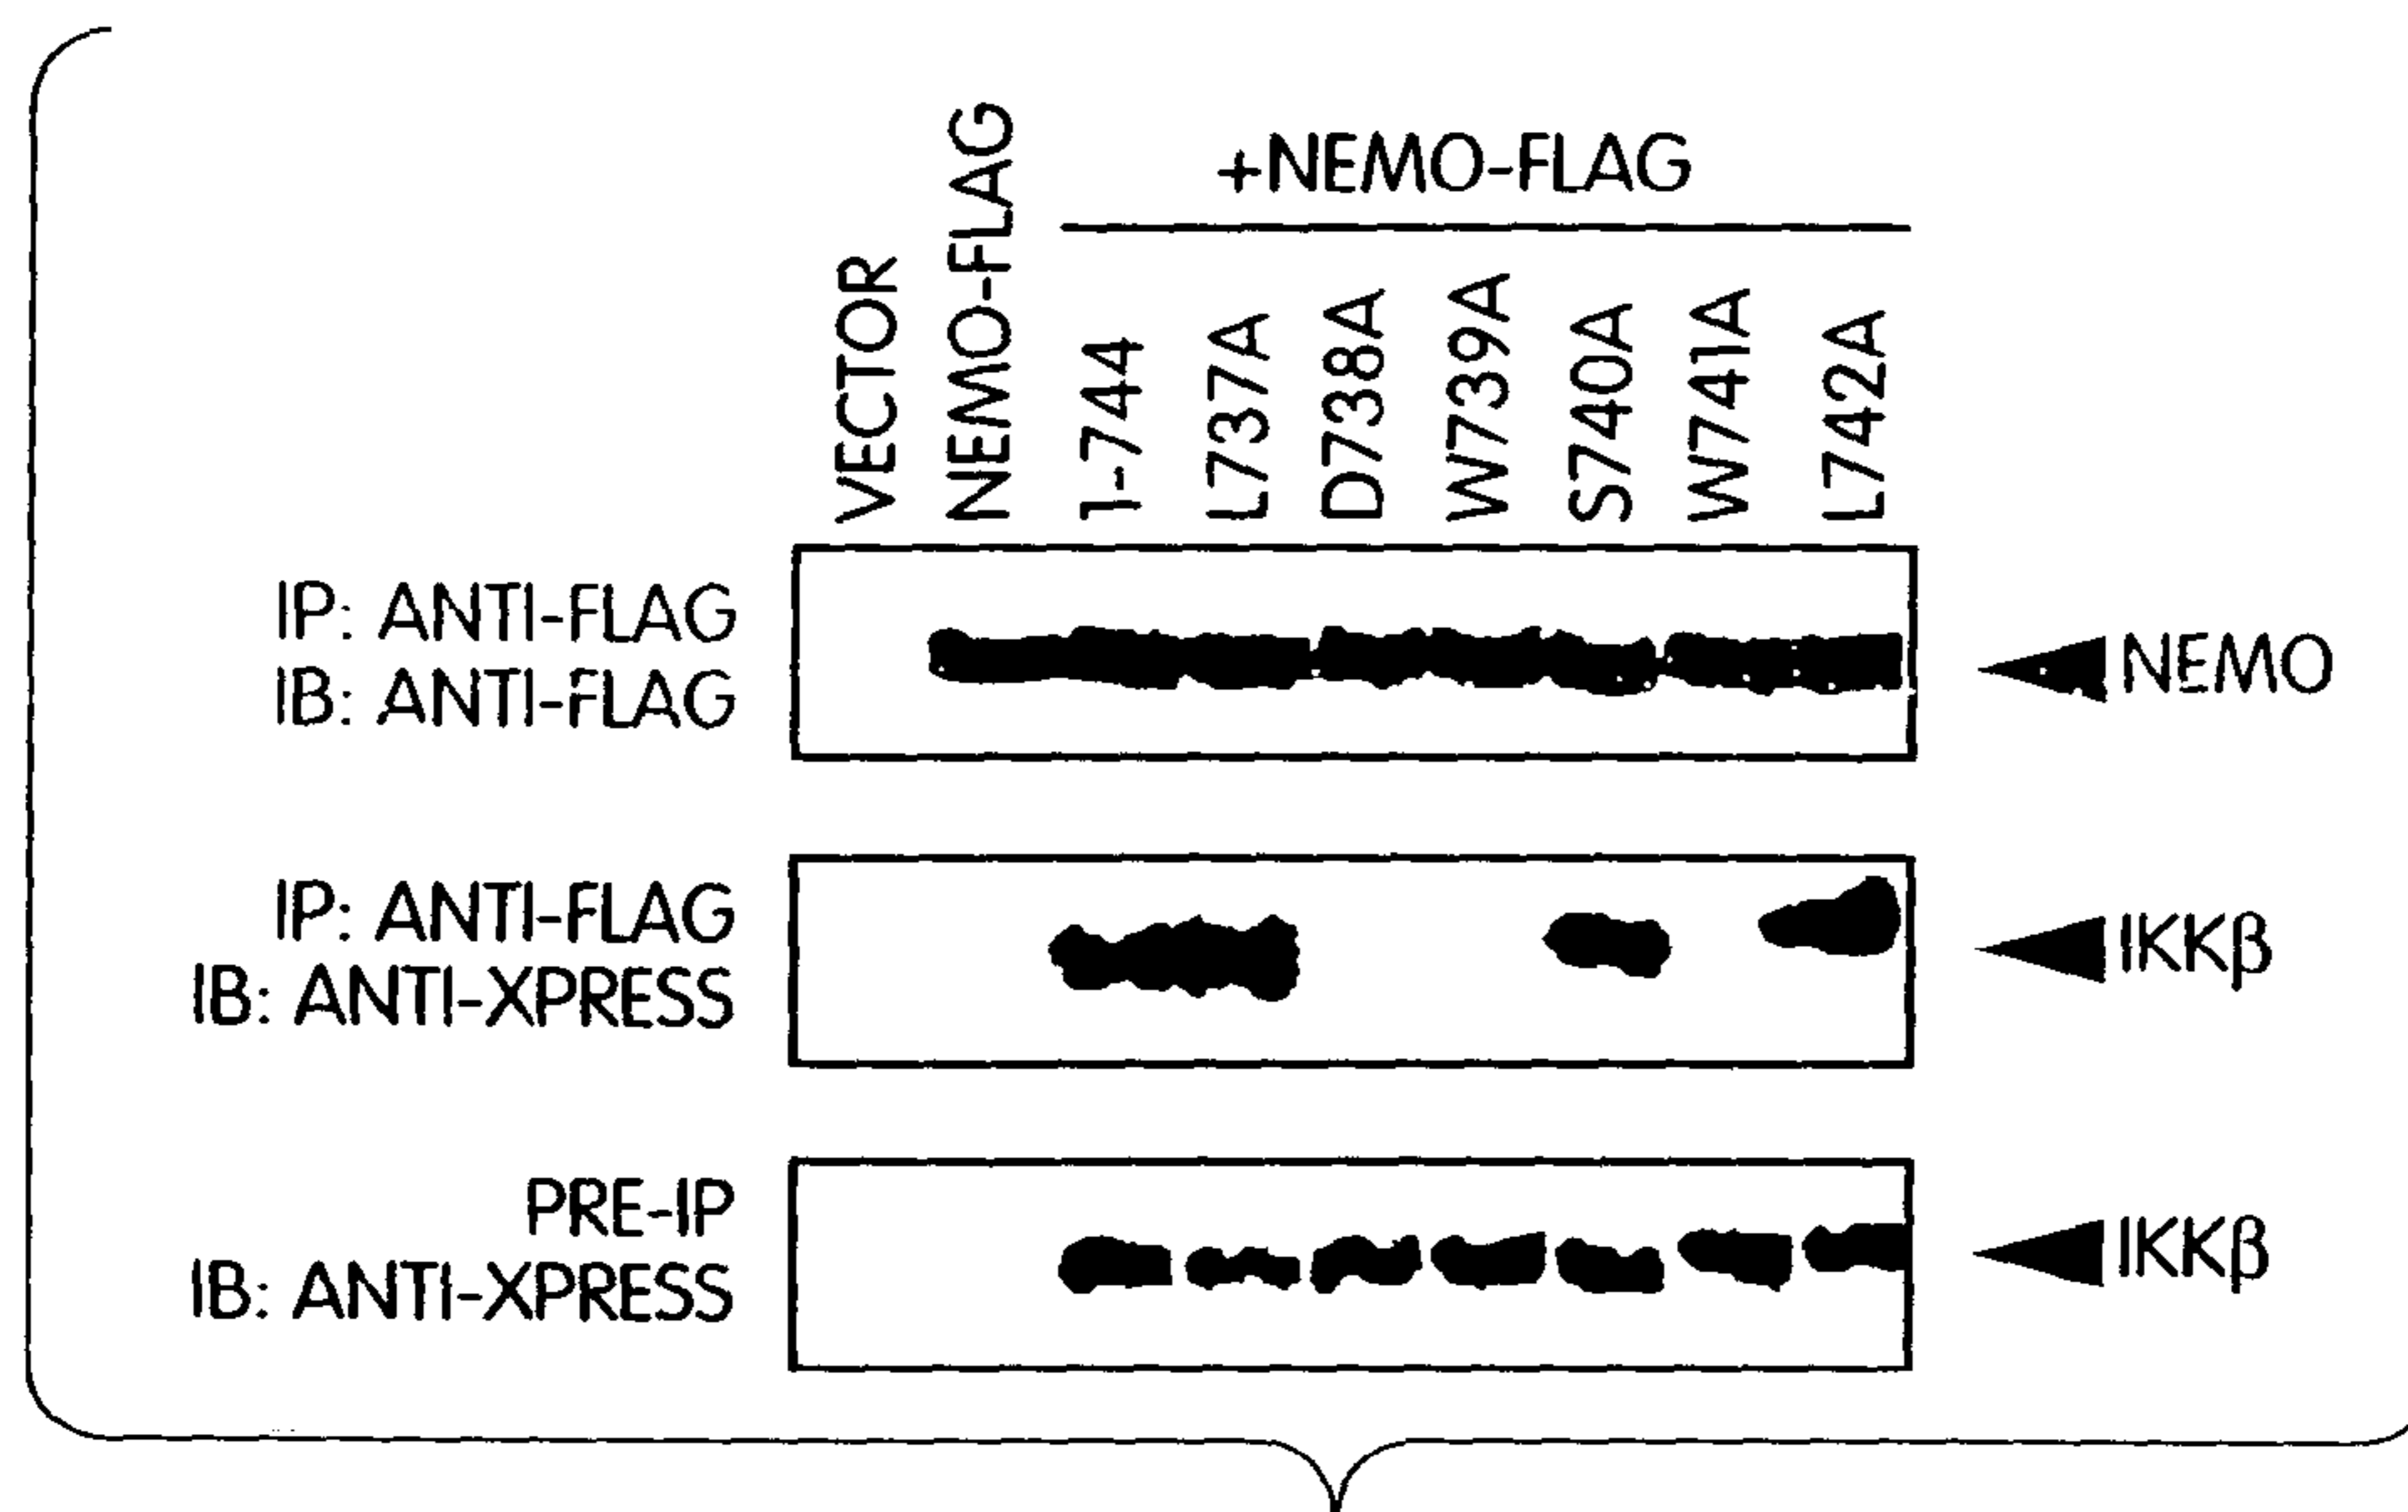 +NEMO-FLAG
VECTOR
NEMO-FLAG
1-744
L737A
D738A
W739A
S740A
W741A
L742A
IP: ANTI-FLAG
IB: ANTI-FLAG
NEMO
IP: ANTI-FLAG
IB: ANTI-XPRESS
IKKβ
PRE-IP
IB: ANTI-XPRESS
IKKβ